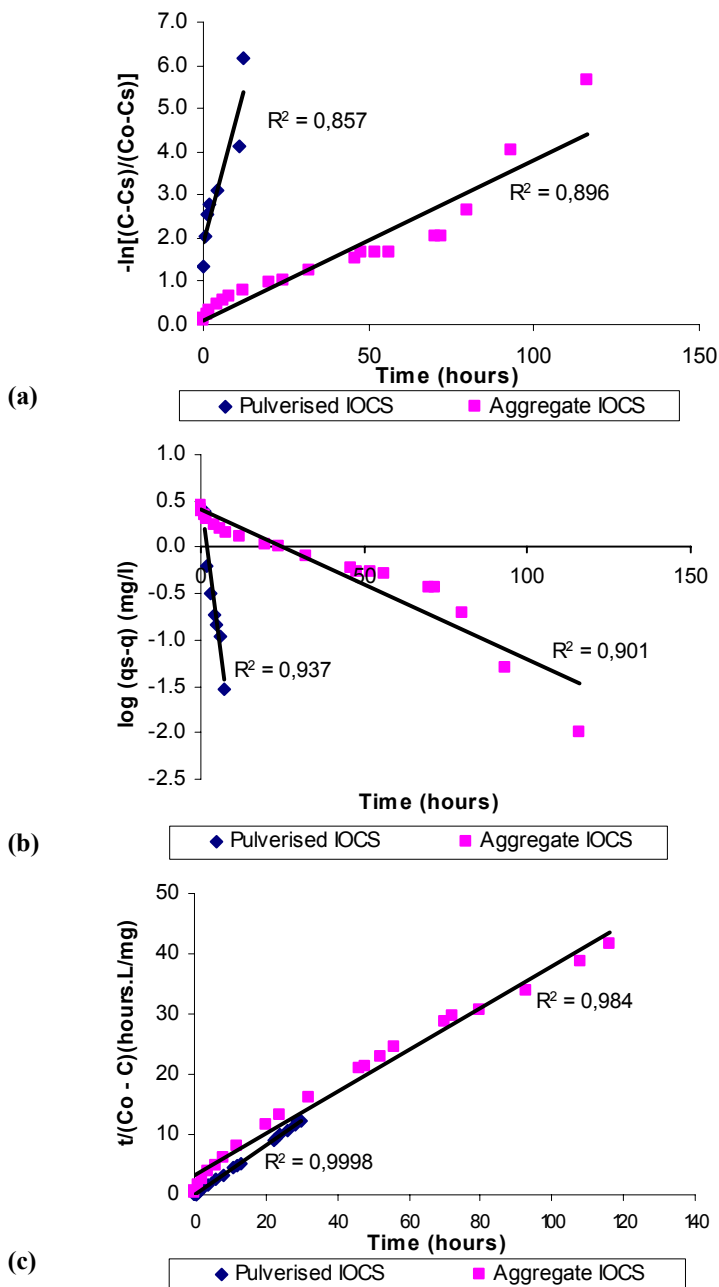 7.0
6.0
5.0
4.0
3.0
2.0
1.0
0.0
-ln[(C-Cs)/(Co-Cs)]
R² = 0,857
R² = 0,896
0
50
100
150
Time (hours)
(a)
Pulverised IOCS
Aggregate IOCS
1.0
0.5
0.0
-0.5
-1.0
-1.5
-2.0
-2.5
log (qs-q) (mg/l)
0
50
100
150
R² = 0,937
R² = 0,901
Time (hours)
(b)
Pulverised IOCS
Aggregate IOCS
50
40
30
20
10
0
t/(Co - C)(hours.L/mg)
R² = 0,984
R² = 0,9998
0
20
40
60
80
100
120
140
Time (hours)
(c)
Pulverised IOCS
Aggregate IOCS